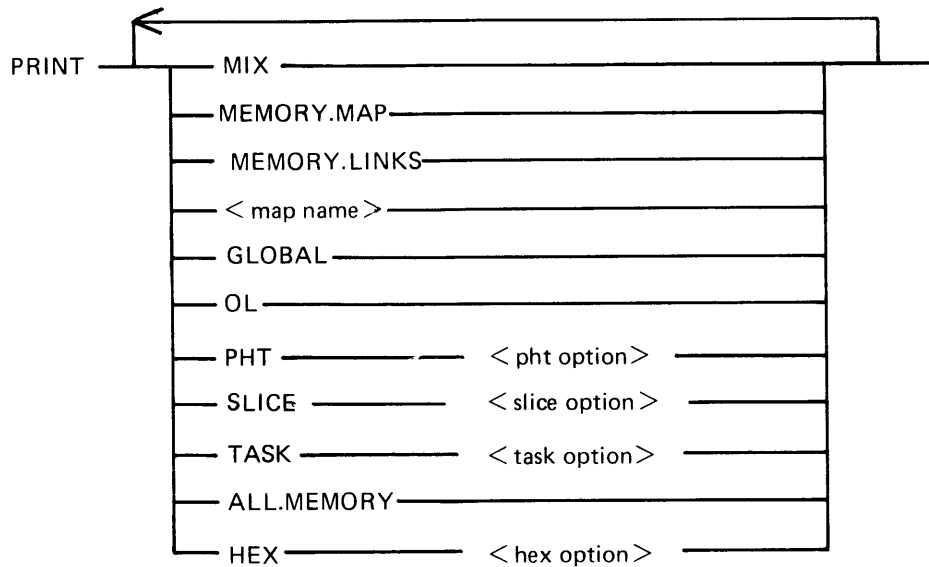 PRINT MIX
MEMORY.MAP
MEMORY.LINKS
< map name >
GLOBAL
OL
PHT < pht option >
SLICE < slice option >
TASK < task option >
ALL.MEMORY
HEX < hex option >